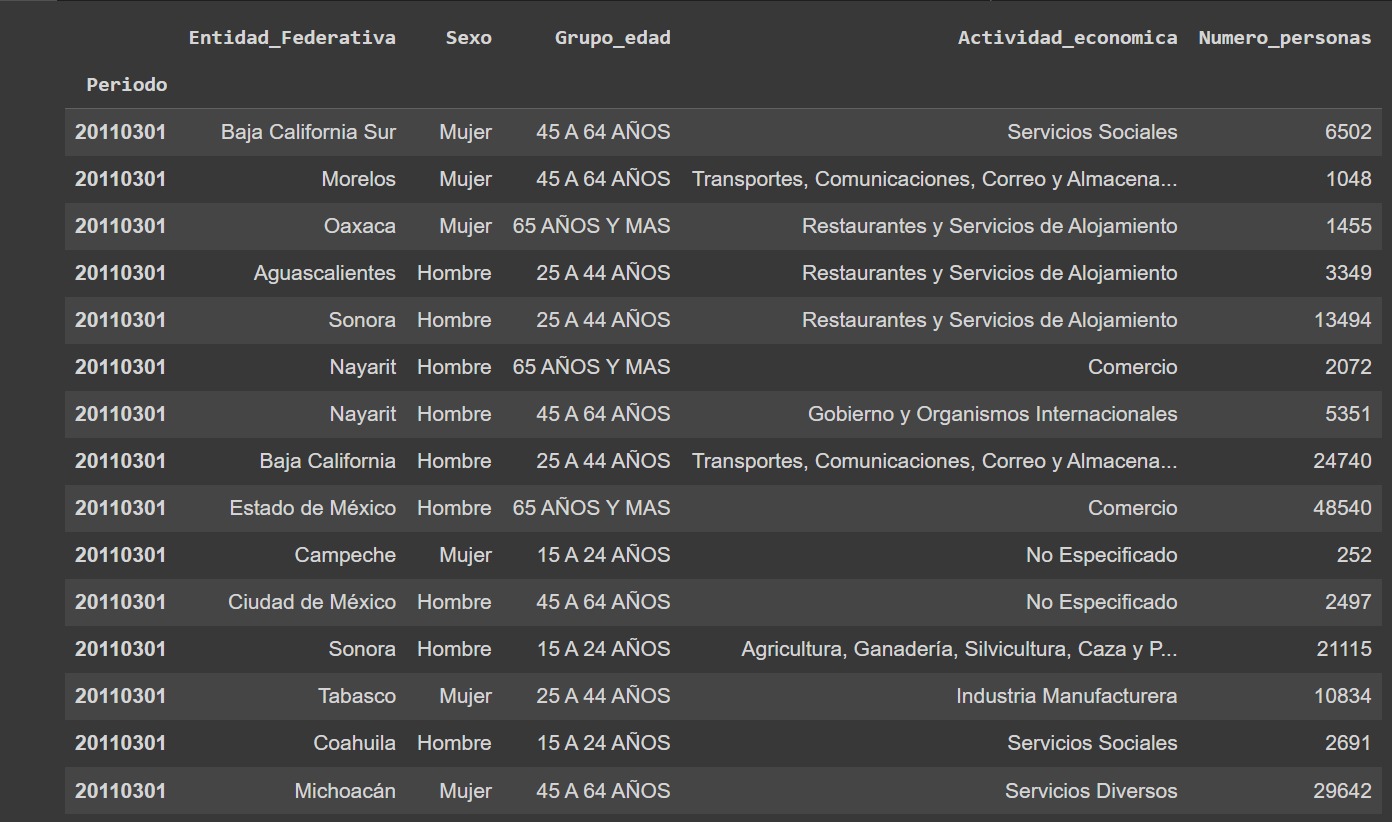 Entidad_Federativa Sexo Grupo_edad Actividad_economica Numero_personas
Periodo
20110301 Baja California Sur Mujer 45 A 64 AÑOS Servicios Sociales 6502
20110301 Morelos Mujer 45 A 64 AÑOS Transportes, Comunicaciones, Correo y Almacena... 1048
20110301 Oaxaca Mujer 65 AÑOS Y MAS Restaurantes y Servicios de Alojamiento 1455
20110301 Aguascalientes Hombre 25 A 44 AÑOS Restaurantes y Servicios de Alojamiento 3349
20110301 Sonora Hombre 25 A 44 AÑOS Restaurantes y Servicios de Alojamiento 13494
20110301 Nayarit Hombre 65 AÑOS Y MAS Comercio 2072
20110301 Nayarit Hombre 45 A 64 AÑOS Gobierno y Organismos Internacionales 5351
20110301 Baja California Hombre 25 A 44 AÑOS Transportes, Comunicaciones, Correo y Almacena... 24740
20110301 Estado de México Hombre 65 AÑOS Y MAS Comercio 48540
20110301 Campeche Mujer 15 A 24 AÑOS No Especificado 252
20110301 Ciudad de México Hombre 45 A 64 AÑOS No Especificado 2497
20110301 Sonora Hombre 15 A 24 AÑOS Agricultura, Ganadería, Silvicultura, Caza y P... 21115
20110301 Tabasco Mujer 25 A 44 AÑOS Industria Manufacturera 10834
20110301 Coahuila Hombre 15 A 24 AÑOS Servicios Sociales 2691
20110301 Michoacán Mujer 45 A 64 AÑOS Servicios Diversos 29642